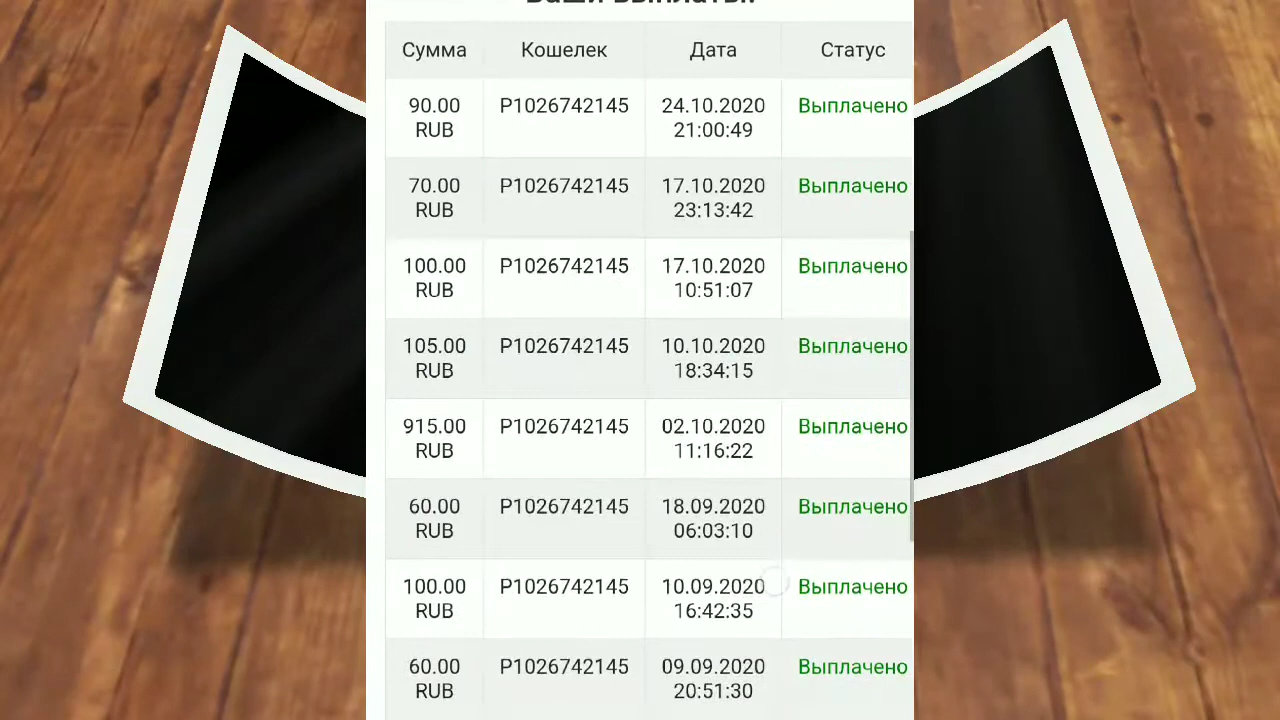 Ваши выплаты:
Сумма Кошелек Дата Статус
90.00 P1026742145 24.10.2020 Выплачено
RUB 21:00:49
70.00 P1026742145 17.10.2020 Выплачено
RUB 23:13:42
100.00 P1026742145 17.10.2020 Выплачено
RUB 10:51:07
105.00 P1026742145 10.10.2020 Выплачено
RUB 18:34:15
915.00 P1026742145 02.10.2020 Выплачено
RUB 11:16:22
60.00 P1026742145 18.09.2020 Выплачено
RUB 06:03:10
100.00 P1026742145 10.09.2020 Выплачено
RUB 16:42:35
60.00 P1026742145 09.09.2020 Выплачено
RUB 20:51:30